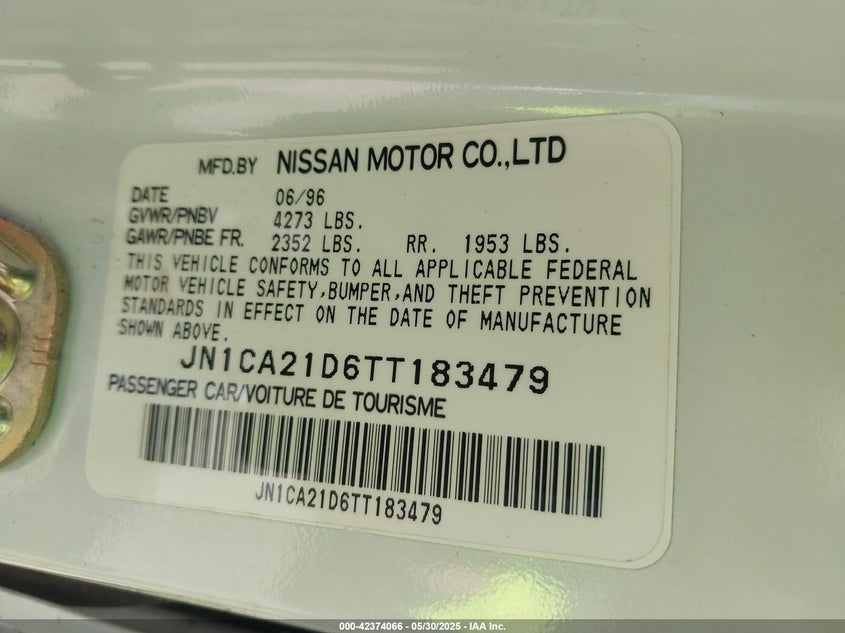 MFD.BY NISSAN MOTOR CO.,LTD
DATE 06/96
GVWR/PNBV 4273 LBS.
GAWR/PNBE FR. 2352 LBS. RR. 1953 LBS.
THIS VEHICLE CONFORMS TO ALL APPLICABLE FEDERAL
MOTOR VEHICLE SAFETY,BUMPER,AND THEFT PREVENTION
STANDARDS IN EFFECT ON THE DATE OF MANUFACTURE
SHOWN ABOVE.
JN1CA21D6TT183479
PASSENGER CAR/VOITURE DE TOURISME
JN1CA21D6TT183479
000-42374066 - 05/30/2025 - IAA Inc.